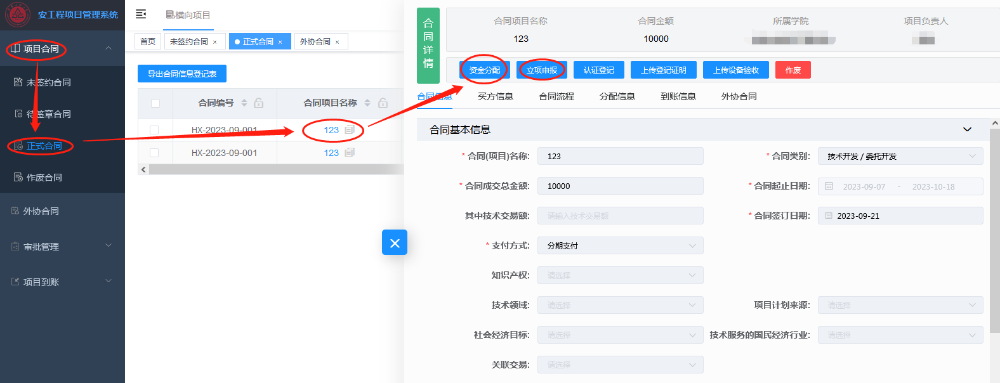 安工程项目管理系统
项目合同
未签约合同
待签章合同
正式合同
作废合同
外协合同
审批管理
项目到账
横向项目
首页
未签约合同 ×
正式合同 ×
外协合同 ×
导出合同信息登记表
合同编号
合同项目名称
HX-2023-09-001
123
HX-2023-09-001
123
合同详情
合同项目名称
合同金额
所属学院
项目负责人
123
10000
资金分配
立项申报
认证登记
上传登记证明
上传设备验收
作废
合同信息
买方信息
合同流程
分配信息
到账信息
外协合同
合同基本信息
* 合同(项目)名称:
123
* 合同类别:
技术开发 / 委托开发
* 合同成交总金额:
10000
* 合同起止日期:
2023-09-07 - 2023-10-18
其中技术交易额:
请输入技术交易额
* 合同签订日期:
2023-09-21
* 支付方式:
分期支付
知识产权:
请选择
技术领域:
请选择
项目计划来源:
请选择
社会经济目标:
请选择
技术服务的国民经济行业:
请选择
关联交易:
请选择